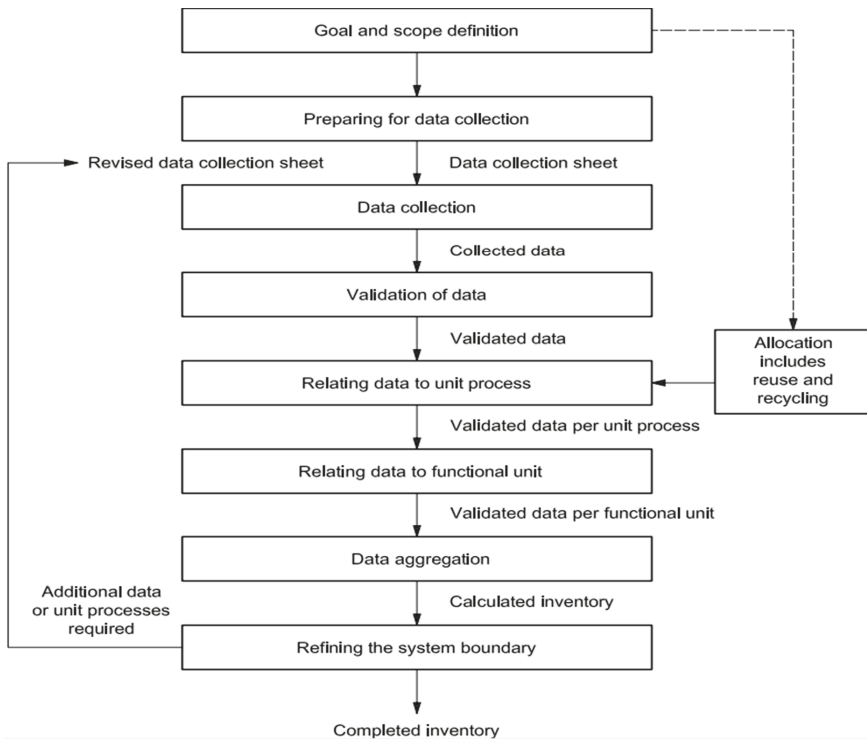 Goal and scope definition
Preparing for data collection
Revised data collection sheet
Data collection sheet
Data collection
Collected data
Validation of data
Validated data
Allocation
includes
reuse and
recycling
Relating data to unit process
Validated data per unit process
Relating data to functional unit
Validated data per functional unit
Data aggregation
Additional data
or unit processes
required
Calculated inventory
Refining the system boundary
Completed inventory